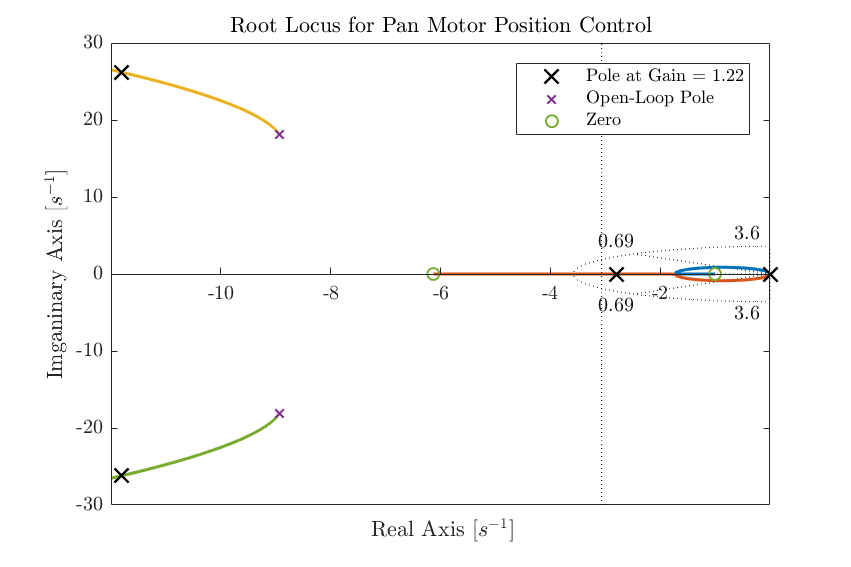 Root Locus for Pan Motor Position Control
30
Pole at Gain = 1.22
Open-Loop Pole
Zero
20
10
0.69
3.6
0
-10
-8
-6
-4
-2
0.69
3.6
-10
-20
-30
Imganinary Axis [s⁻¹]
Real Axis [s⁻¹]